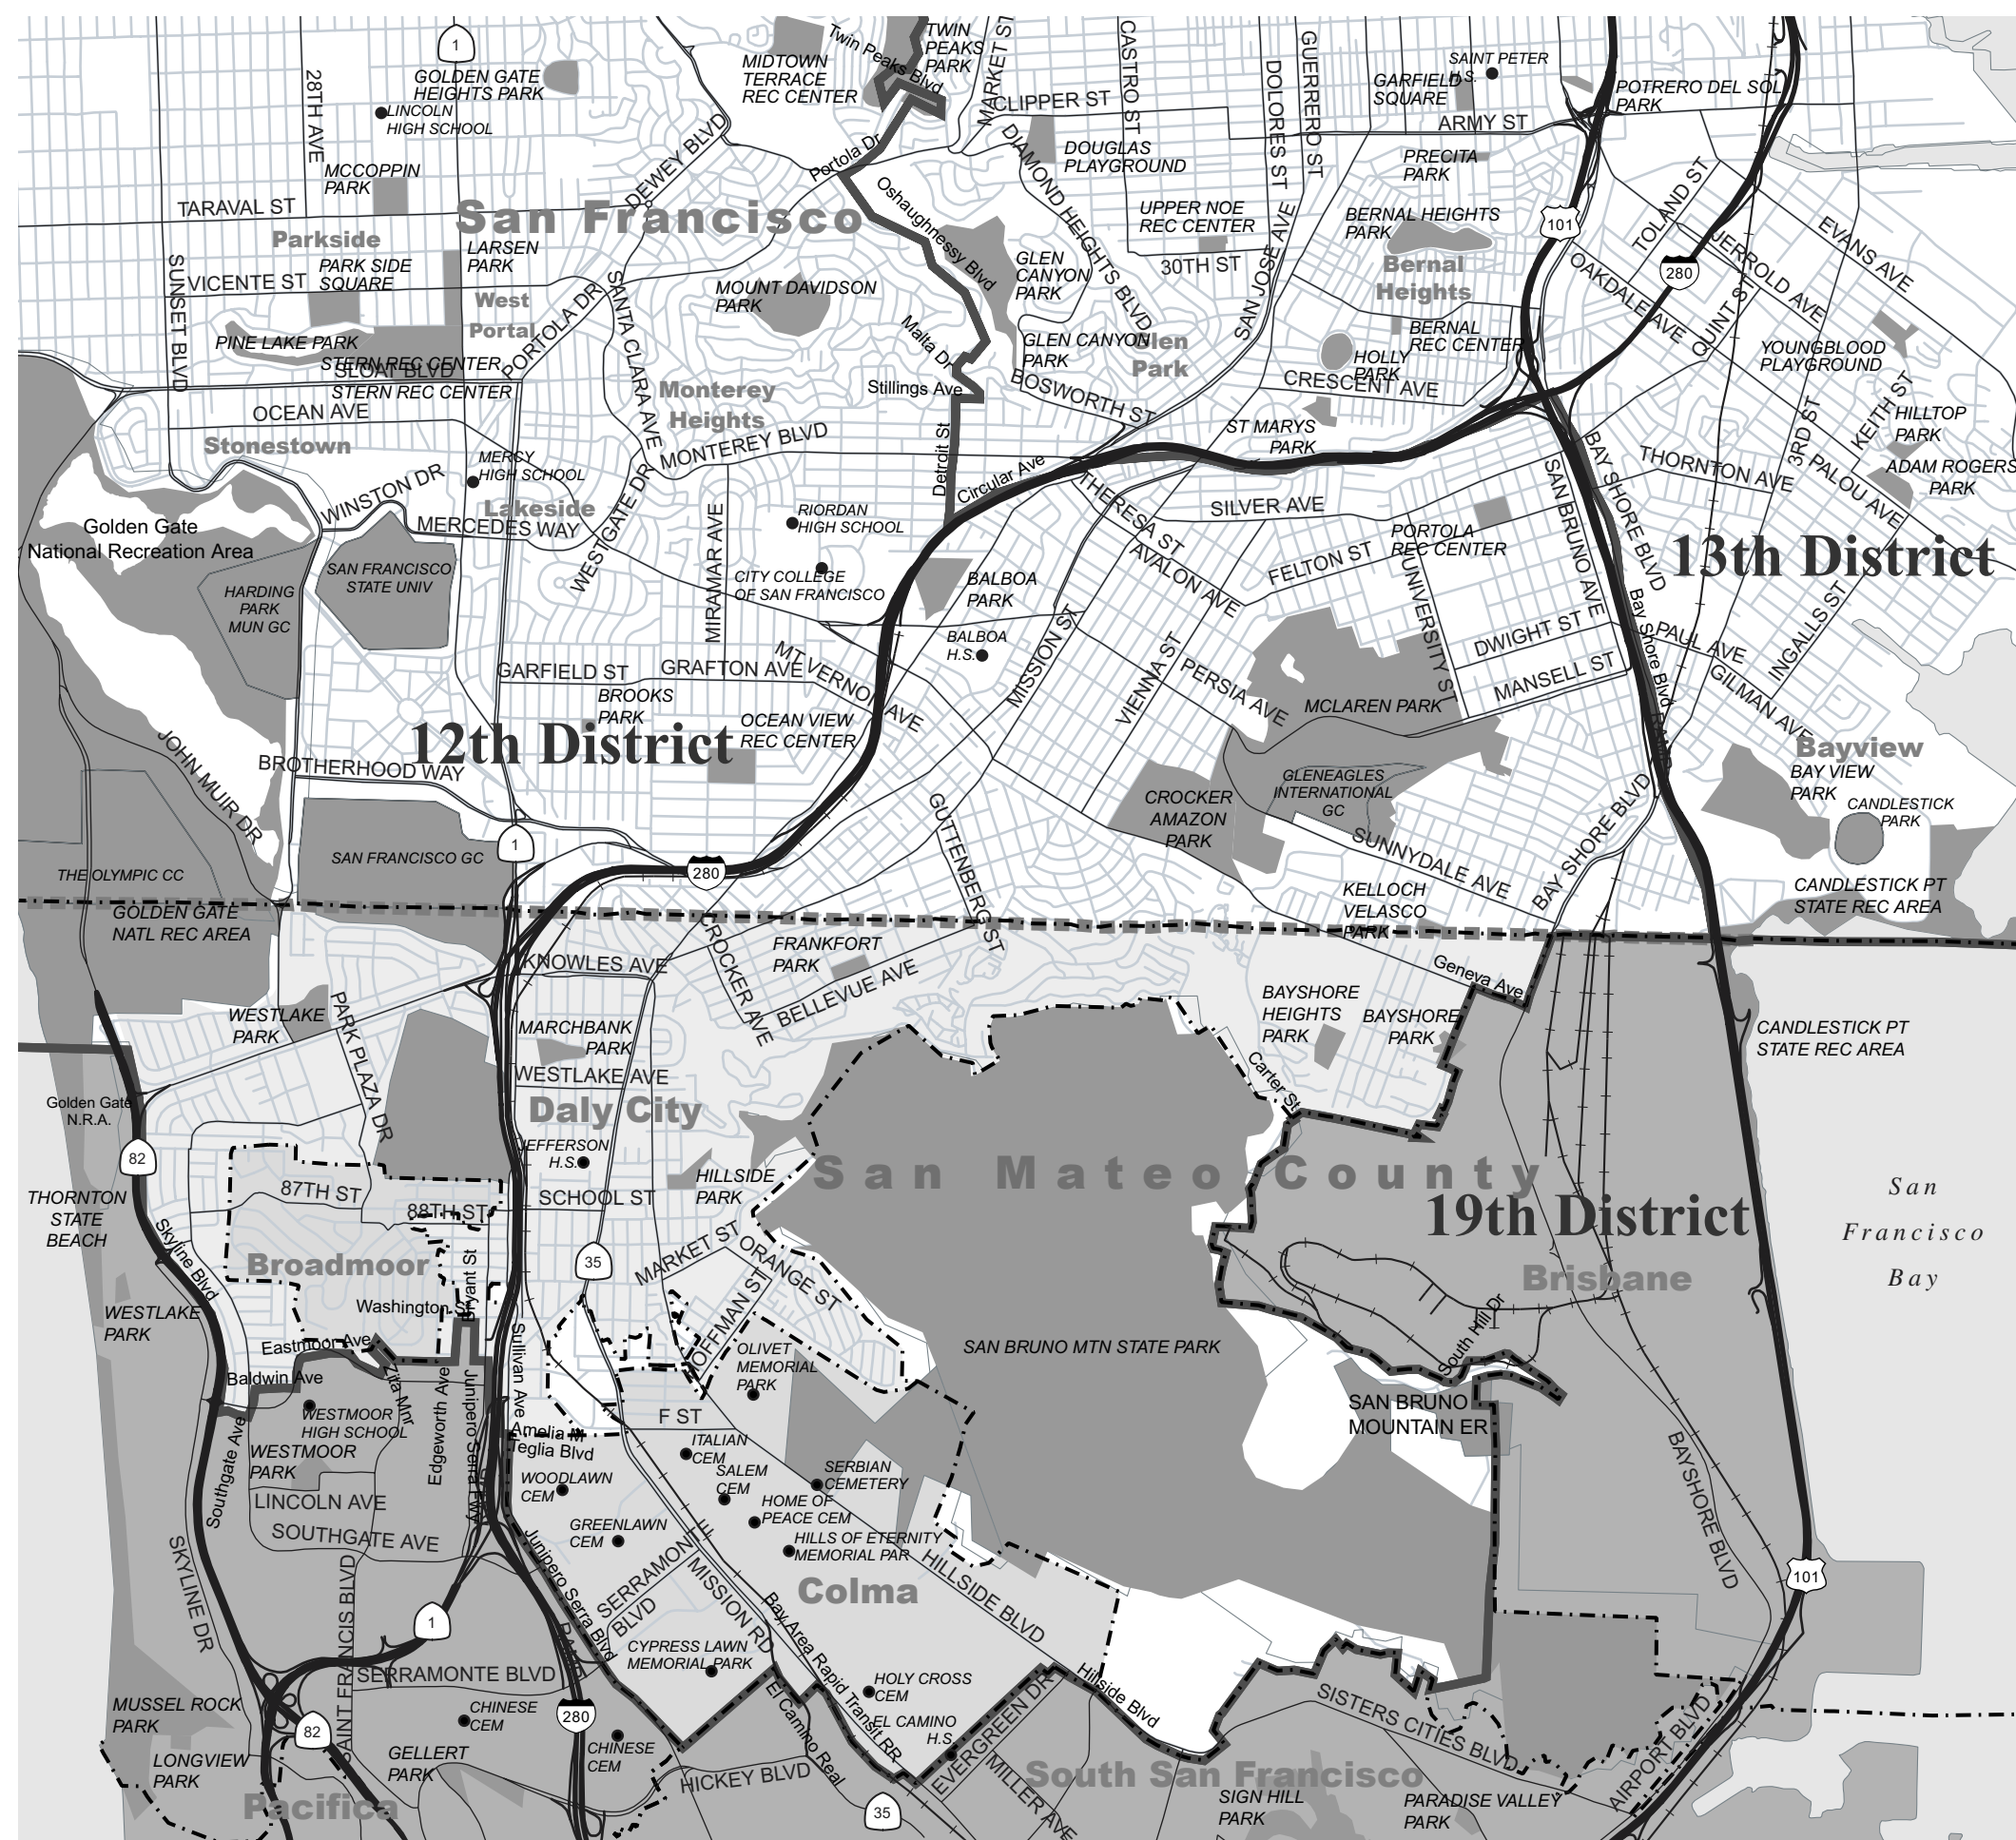 1
TWIN
PEAKS
PARK
Twin Peaks Blvd
MIDTOWN
TERRACE
REC CENTER
MARKET ST
CASTRO ST
GUERRERO ST
DOLORES ST
SAINT PETER
H.S.
GARFIELD
SQUARE
POTRERO DEL SOL
PARK
28TH AVE
GOLDEN GATE
HEIGHTS PARK
LINCOLN
HIGH SCHOOL
CLIPPER ST
ARMY ST
MCCOPPIN
PARK
DEWEY BLVD
Portola Dr
DIAMOND HEIGHTS BLVD
DOUGLAS
PLAYGROUND
PRECITA
PARK
TARAVAL ST
San Francisco
Oshaughnessy Blvd
UPPER NOE
REC CENTER
BERNAL HEIGHTS
PARK
101
TOLAND ST
EVANS AVE
Parkside
LARSEN
PARK
SUNSET BLVD
VICENTE ST
PARK SIDE
SQUARE
West
Portal
SANTA CLARA AVE
MOUNT DAVIDSON
PARK
GLEN
CANYON
PARK
30TH ST
SAN JOSE AVE
Bernal
Heights
OAKDALE AVE
280
JERROLD AVE
QUINT ST
PINE LAKE PARK
STERN REC CENTER
SLOAT BLVD
STERN REC CENTER
PORTOLA DR
Malta Dr
GLEN CANYON
PARK
Glen
Park
HOLLY
PARK
BERNAL
REC CENTER
YOUNGBLOOD
PLAYGROUND
OCEAN AVE
Monterey
Heights
Stillings Ave
BOSWORTH ST
CRESCENT AVE
KEITH ST
HILLTOP
PARK
Stonestown
MONTEREY BLVD
Detroit St
Circular Ave
ST MARYS
PARK
3RD ST
MERCY
HIGH SCHOOL
THORNTON AVE
PALOU AVE
ADAM ROGERS
PARK
WINSTON DR
Lakeside
MERCEDES WAY
WESTGATE DR
MIRAMAR AVE
RIORDAN
HIGH SCHOOL
THERESA ST
SILVER AVE
SAN BRUNO AVE
BAY SHORE BLVD
Golden Gate
National Recreation Area
PORTOLA
REC CENTER
13th District
SAN FRANCISCO
STATE UNIV
HARDING
PARK
MUN GC
CITY COLLEGE
OF SAN FRANCISCO
BALBOA
PARK
AVALON AVE
FELTON ST
UNIVERSITY ST
Bay Shore Blvd
INGALLS ST
BALBOA
H.S.
MISSION ST
DWIGHT ST
PAUL AVE
GARFIELD ST
GRAFTON AVE
MT VERNON AVE
VIENNA ST
PERSIA AVE
MANSELL ST
GILMAN AVE
BROOKS
PARK
MCLAREN PARK
12th District
OCEAN VIEW
REC CENTER
RAMP
Bayview
JOHN MUIR DR
BROTHERHOOD WAY
BAY VIEW
PARK
CROCKER
AMAZON
PARK
GLENEAGLES
INTERNATIONAL
GC
CANDLESTICK
PARK
GUTTENBERG ST
SUNNYDALE AVE
BAY SHORE BLVD
1
SAN FRANCISCO GC
280
THE OLYMPIC CC
KELLOCH
VELASCO
PARK
CANDLESTICK PT
STATE REC AREA
GOLDEN GATE
NATL REC AREA
CROCKER AVE
FRANKFORT
PARK
KNOWLES AVE
BELLEVUE AVE
Geneva Ave
WESTLAKE
PARK
PARK PLAZA DR
MARCHBANK
PARK
BAYSHORE
HEIGHTS
PARK
BAYSHORE
PARK
CANDLESTICK PT
STATE REC AREA
WESTLAKE AVE
Carter St
Golden Gate
N.R.A.
Daly City
82
JEFFERSON
H.S.
San Mateo County
87TH ST
SCHOOL ST
HILLSIDE
PARK
THORNTON
STATE
BEACH
88TH ST
19th District
San
Francisco
Bay
Skyline Blvd
Broadmoor
Bryant St
35
MARKET ST
ORANGE ST
Brisbane
WESTLAKE
PARK
Washington St
HOFFMAN ST
Eastmoor Ave
Sullivan Ave
OLIVET
MEMORIAL
PARK
SAN BRUNO MTN STATE PARK
South Hill Dr
Baldwin Ave
Zita Mnr
Edgeworth Ave
Junipero Serra Fwy
WESTMOOR
HIGH SCHOOL
F ST
SAN BRUNO
MOUNTAIN ER
Southgate Ave
WESTMOOR
PARK
Amelia M
Teglia Blvd
ITALIAN
CEM
SALEM
CEM
SERBIAN
CEMETERY
BAYSHORE BLVD
WOODLAWN
CEM
LINCOLN AVE
HOME OF
PEACE CEM
SOUTHGATE AVE
GREENLAWN
CEM
HILLS OF ETERNITY
MEMORIAL PAR
SKYLINE DR
SAINT FRANCIS BLVD
Junipero Serra Blvd
SERRAMONTE
BLVD
MISSION RD
Colma
HILLSIDE BLVD
101
1
RAMP
Bay Area Rapid Transit RR
CYPRESS LAWN
MEMORIAL PARK
SERRAMONTE BLVD
El Camino Real
HOLY CROSS
CEM
Hillside Blvd
MUSSEL ROCK
PARK
CHINESE
CEM
280
EL CAMINO
H.S.
EVERGREEN DR
SISTERS CITIES BLVD
AIRPORT BLVD
82
CHINESE
CEM
LONGVIEW
PARK
GELLERT
PARK
HICKEY BLVD
MILLER AVE
South San Francisco
Pacifica
35
SIGN HILL
PARK
PARADISE VALLEY
PARK